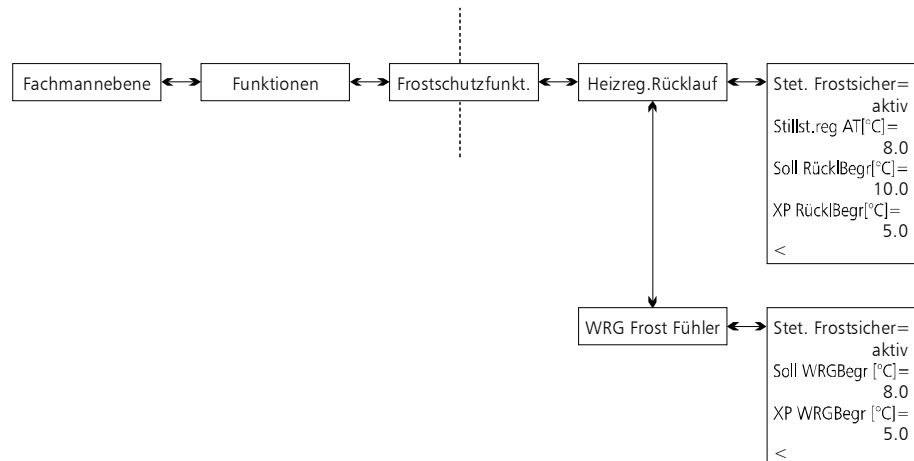 Fachmannebene
Funktionen
Frostschutzfunkt.
Heizreg.Rücklauf
Stet. Frostsicher=
aktiv
Stillst.reg AT[°C]=
8.0
Soll RücklBegr[°C]=
10.0
XP RücklBegr[°C]=
5.0
<
WRG Frost Fühler
Stet. Frostsicher=
aktiv
Soll WRGBegr [°C]=
8.0
XP WRGBegr [°C]=
5.0
<